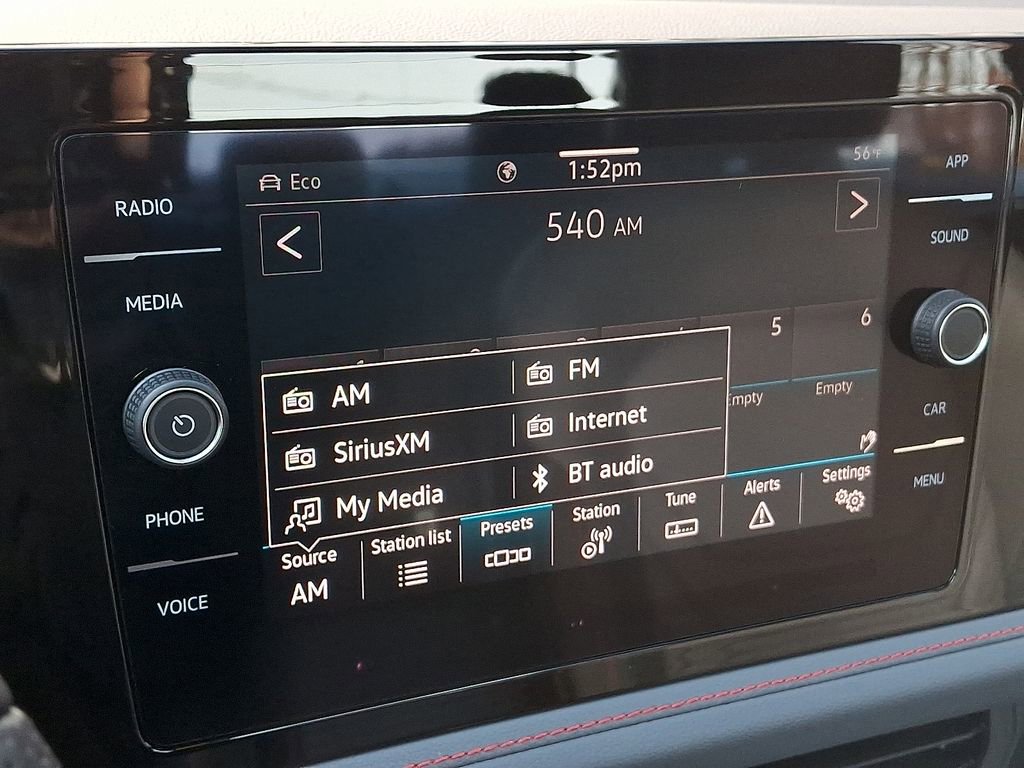 RADIO
MEDIA
PHONE
VOICE
Eco
1:52pm
56°F
540 AM
5
6
Empty
AM
FM
SiriusXM
Internet
My Media
BT audio
Source
AM
Station list
Presets
Station
Tune
Alerts
Settings
APP
SOUND
CAR
MENU